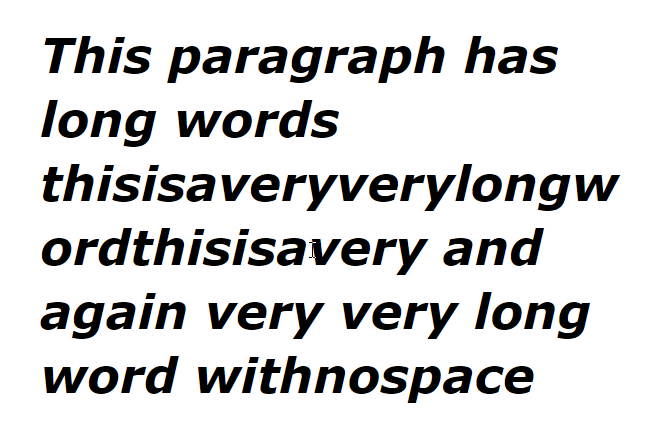 This paragraph has
long words
thisisaveryverylongw
ordthisisavery and
again very very long
word withnospace